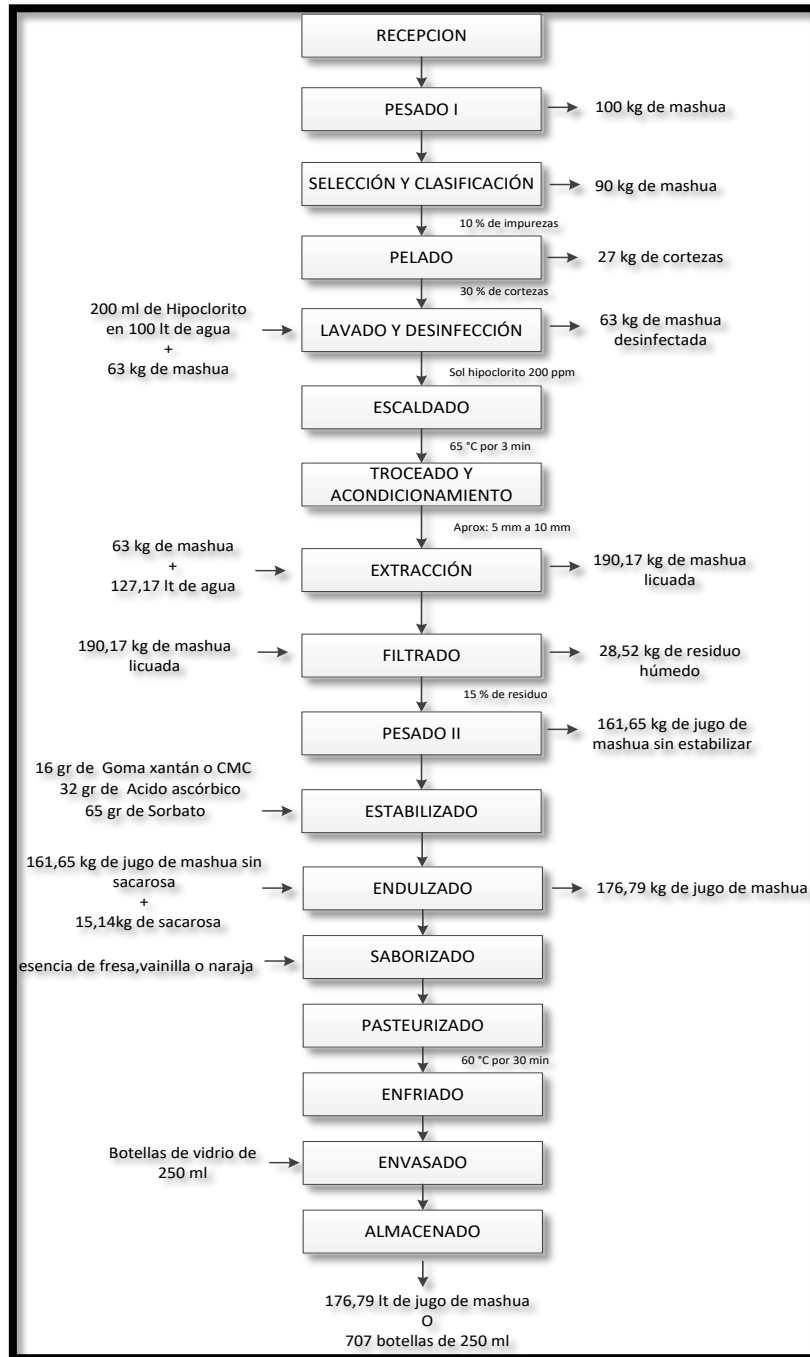 RECEPCION
PESADO I
100 kg de mashua
SELECCIÓN Y CLASIFICACIÓN
90 kg de mashua
10 % de impurezas
PELADO
27 kg de cortezas
30 % de cortezas
200 ml de Hipoclorito
en 100 lt de agua
+
63 kg de mashua
LAVADO Y DESINFECCIÓN
63 kg de mashua
desinfectada
Sol hipoclorito 200 ppm
ESCALDADO
65 °C por 3 min
TROCEADO Y
ACONDICIONAMIENTO
Aprox: 5 mm a 10 mm
63 kg de mashua
+
127,17 lt de agua
EXTRACCIÓN
190,17 kg de mashua
licuada
190,17 kg de mashua
licuada
FILTRADO
28,52 kg de residuo
húmedo
15 % de residuo
PESADO II
161,65 kg de jugo de
mashua sin estabilizar
16 gr de Goma xantán o CMC
32 gr de Acido ascórbico
65 gr de Sorbato
ESTABILIZADO
161,65 kg de jugo de mashua sin
sacarosa
+
15,14kg de sacarosa
ENDULZADO
176,79 kg de jugo de mashua
esencia de fresa,vainilla o naraja
SABORIZADO
PASTEURIZADO
60 °C por 30 min
ENFRIADO
Botellas de vidrio de
250 ml
ENVASADO
ALMACENADO
176,79 lt de jugo de mashua
O
707 botellas de 250 ml